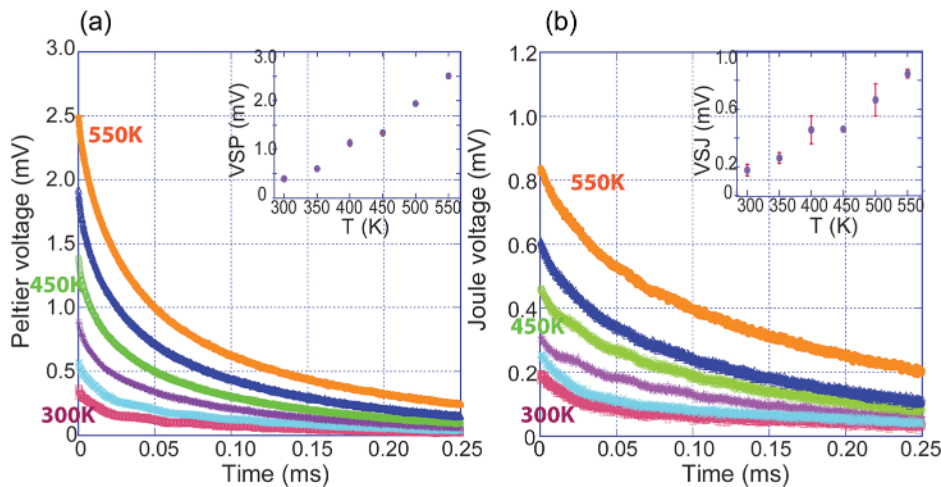 (a)
3.0
2.5
2.0
1.5
1.0
0.5
0
Peltier voltage (mV)
550K
450K
300K
0 0.05 0.10 0.15 0.20 0.25
Time (ms)
3.0
2.0
1.0
0
VSP (mV)
300 350 400 450 500 550
T (K)
(b)
1.2
1.0
0.8
0.6
0.4
0.2
0
Joule voltage (mV)
550K
450K
300K
0 0.05 0.10 0.15 0.20 0.25
Time (ms)
1.0
0.6
0.2
0
VSJ (mV)
300 350 400 450 500 550
T (K)